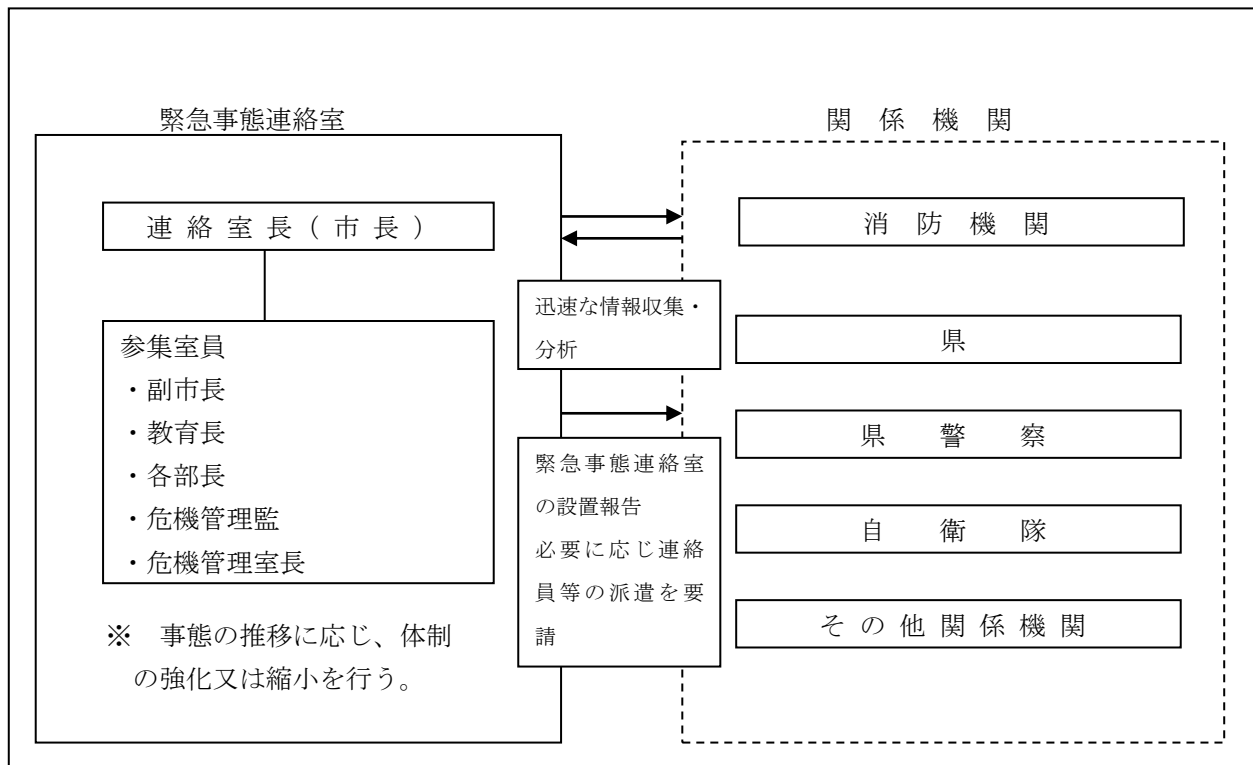 緊急事態連絡室
連絡室長(市長)
参集室員
・副市長
・教育長
・各部長
・危機管理監
・危機管理室長
※　事態の推移に応じ、体制
の強化又は縮小を行う。
迅速な情報収集・
分析
緊急事態連絡室
の設置報告
必要に応じ連絡
員等の派遣を要
請
関係機関
消防機関
県
県警察
自衛隊
その他関係機関